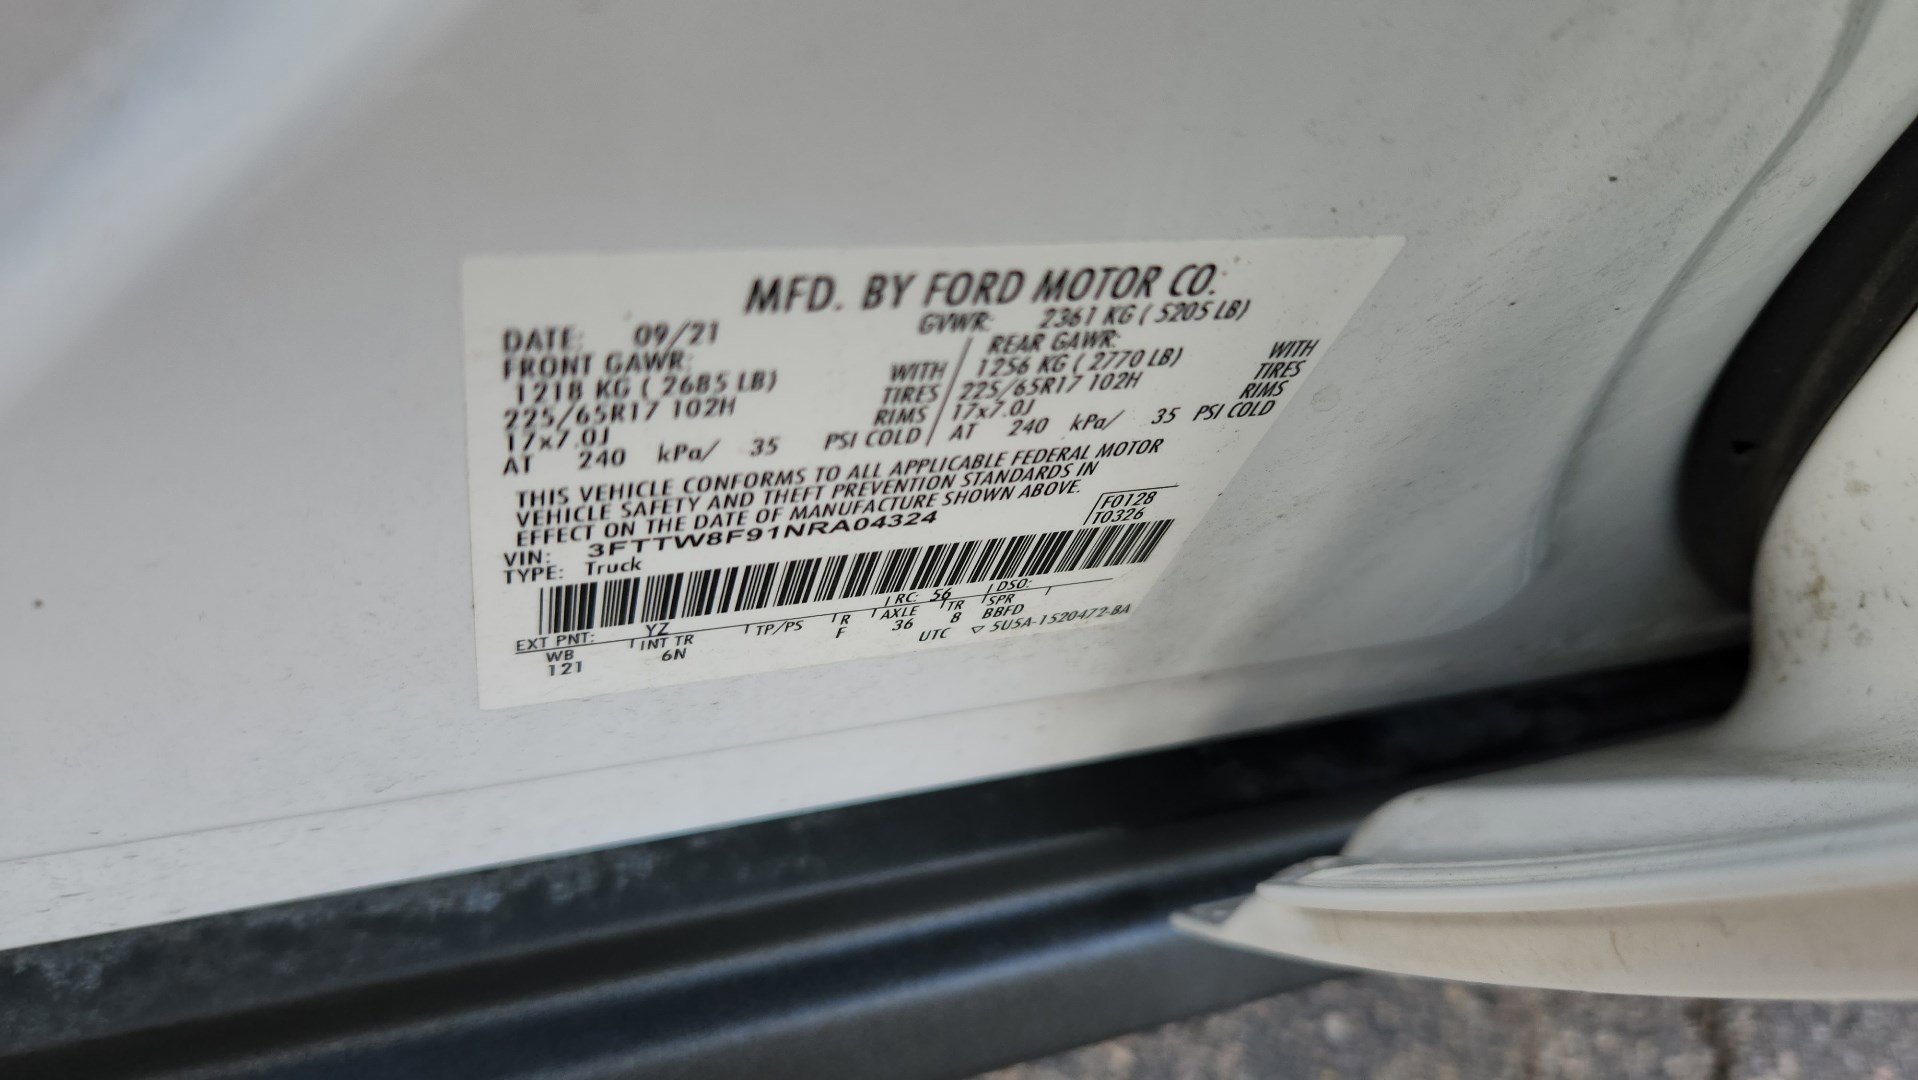 MFD. BY FORD MOTOR CO.
DATE: 09/21 GVWR: 2361 KG ( 5205 LB)
FRONT GAWR: REAR GAWR:
1218 KG ( 2685 LB) WITH 1256 KG ( 2770 LB) WITH
225/65R17 102H TIRES 225/65R17 102H TIRES
17x7.0J RIMS 17x7.0J RIMS
AT 240 kPa/ 35 PSI COLD AT 240 kPa/ 35 PSI COLD
THIS VEHICLE CONFORMS TO ALL APPLICABLE FEDERAL MOTOR
VEHICLE SAFETY AND THEFT PREVENTION STANDARDS IN
EFFECT ON THE DATE OF MANUFACTURE SHOWN ABOVE.
VIN: 3FTTW8F91NRA04324 F0128
TYPE: Truck T0326
EXT PNT: YZ RC: 56 DSO:
WB INT TR TP/PS R AXLE TR SPR
121 6N F 36 8 BBFD
UTC ▽ 5U5A-1520472-BA